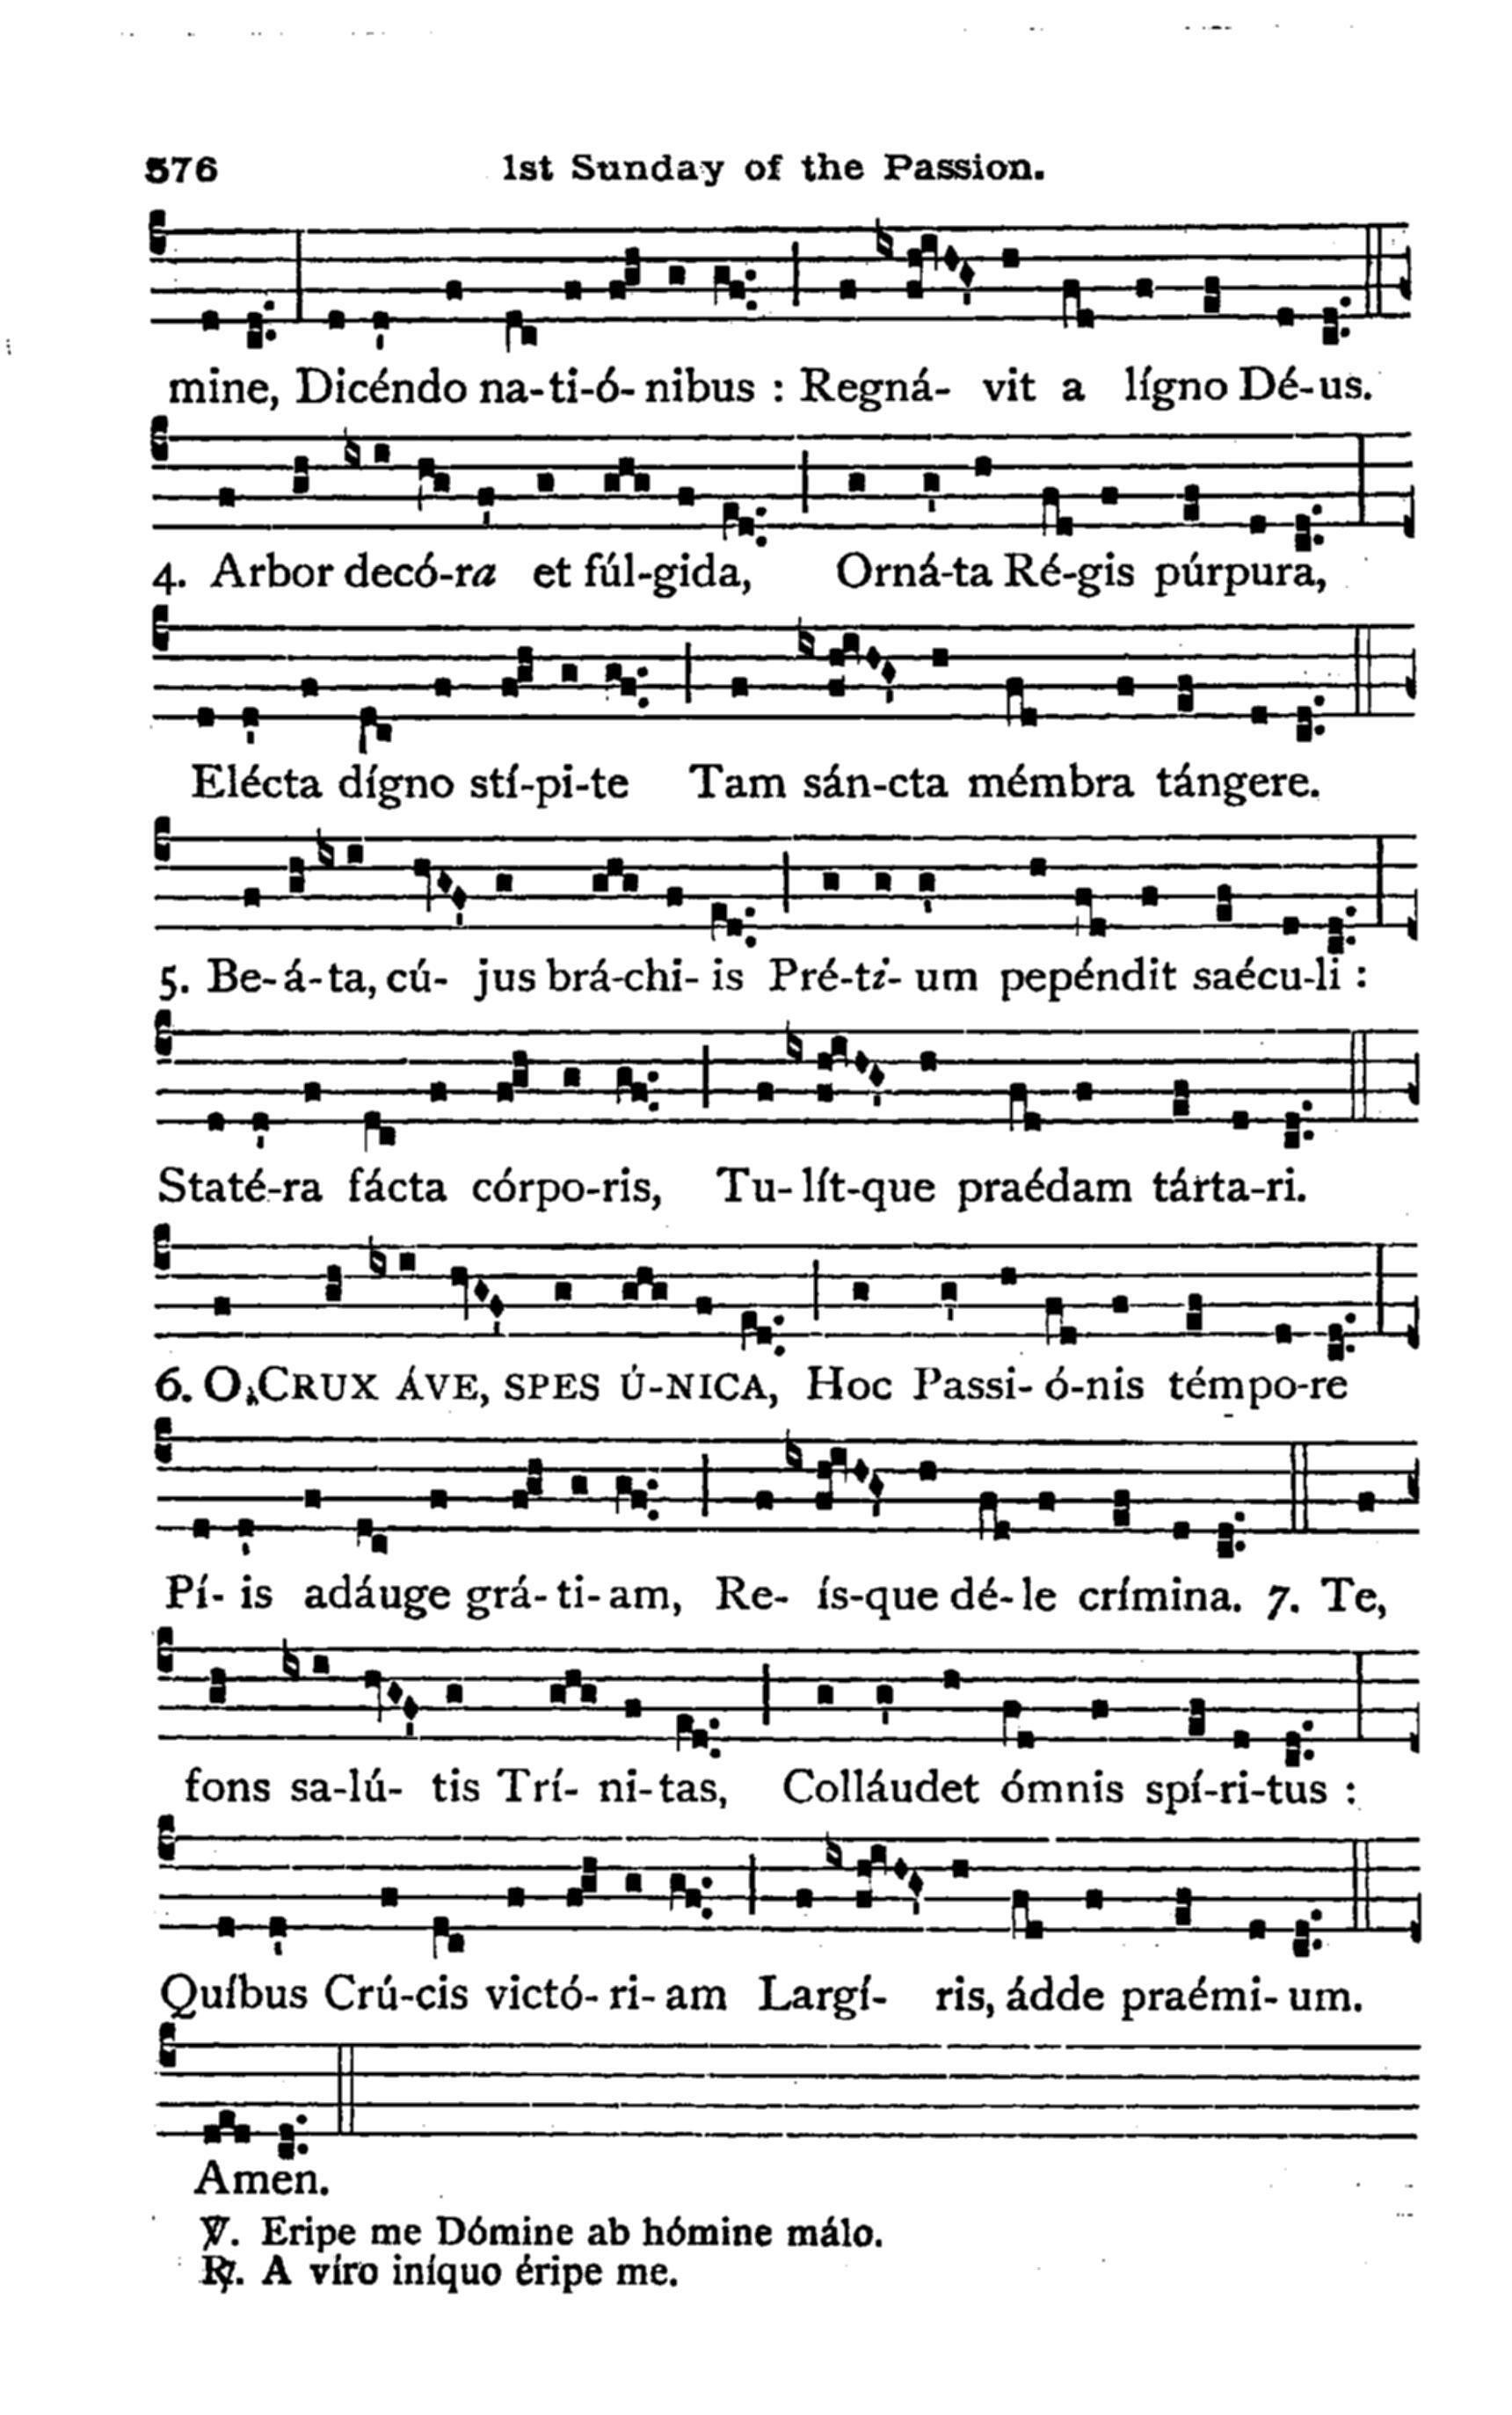 576 1st Sunday of the Passion.
mine, Dicéndo na-ti-ó-nibus : Regná- vit a lígno Dé-us.
4. Arbor decó-ra et fúl-gida, Orná-ta Ré-gis púrpura,
Elécta dígno stí-pi-te Tam sán-cta mémbra tángere.
5. Be-á-ta, cú- jus brá-chi- is Pré-ti- um pepéndit saécu-li :
Staté-ra fácta córpo-ris, Tu-lít-que praédam tárta-ri.
6. O CRUX ÁVE, SPES Ú-NICA, Hoc Passi- ó-nis témpo-re
Pí- is adáuge grá-ti-am, Re- ís-que dé-le crímina. 7. Te,
fons sa-lú- tis Trí- ni-tas, Colláudet ómnis spí-ri-tus :
Quíbus Crú-cis victó-ri-am Largí- ris, ádde praémi-um.
Amen.
℣. Eripe me Dómine ab hómine málo.
℟. A víro iníquo éripe me.